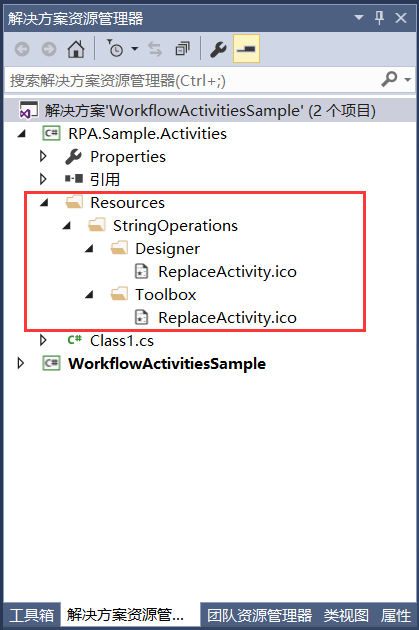 解决方案资源管理器
搜索解决方案资源管理器(Ctrl+;)
解决方案'WorkflowActivitiesSample' (2 个项目)
C# RPA.Sample.Activities
Properties
引用
Resources
StringOperations
Designer
ReplaceActivity.ico
Toolbox
ReplaceActivity.ico
C# Class1.cs
C# WorkflowActivitiesSample
工具箱 解决方案资源管... 团队资源管理器 类视图 属性